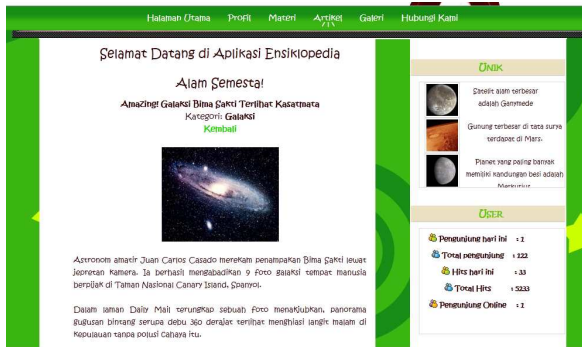 Halaman Utama Profil Materi Artikel Galeri Hubungi Kami
Selamat Datang di Aplikasi Ensiklopedia
Alam Semesta!
Amazing! Galaksi Bima Sakti Terlihat Kasatmata
Kategori: Galaksi
Kembali
Astronom amatir Juan Carlos Casado merekam penampakan Bima Sakti lewat
jepretan kamera. Ia berhasil mengabadikan 9 foto galaksi tempat manusia
berpijak di Taman Nasional Canary Island, Spanyol.
Dalam laman Daily Mail terungkap sebuah foto menakjubkan, panorama
gugusan bintang serupa debu 360 derajat terlihat menghiasi langit malam di
kepulauan tanpa polusi cahaya itu.
Unik
Satelit alam terbesar
adalah Ganymede
Gunung terbesar di tata surya
terdapat di Mars.
Planet yang paling banyak
memiliki kandungan besi adalah
Merkurius
User
Pengunjung hari ini : 1
Total pengunjung : 122
Hits hari ini : 33
Total Hits : 5233
Pengunjung Online : 1